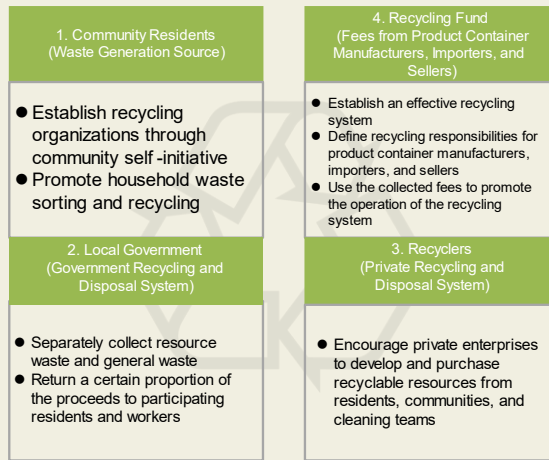 1. Community Residents
(Waste Generation Source)
● Establish recycling
organizations through
community self-initiative
● Promote household waste
sorting and recycling
4. Recycling Fund
(Fees from Product Container
Manufacturers, Importers, and
Sellers)
● Establish an effective recycling
system
● Define recycling responsibilities for
product container manufacturers,
importers, and sellers
● Use the collected fees to promote
the operation of the recycling
system
2. Local Government
(Government Recycling and
Disposal System)
● Separately collect resource
waste and general waste
● Return a certain proportion of
the proceeds to participating
residents and workers
3. Recyclers
(Private Recycling and
Disposal System)
● Encourage private enterprises
to develop and purchase
recyclable resources from
residents, communities, and
cleaning teams